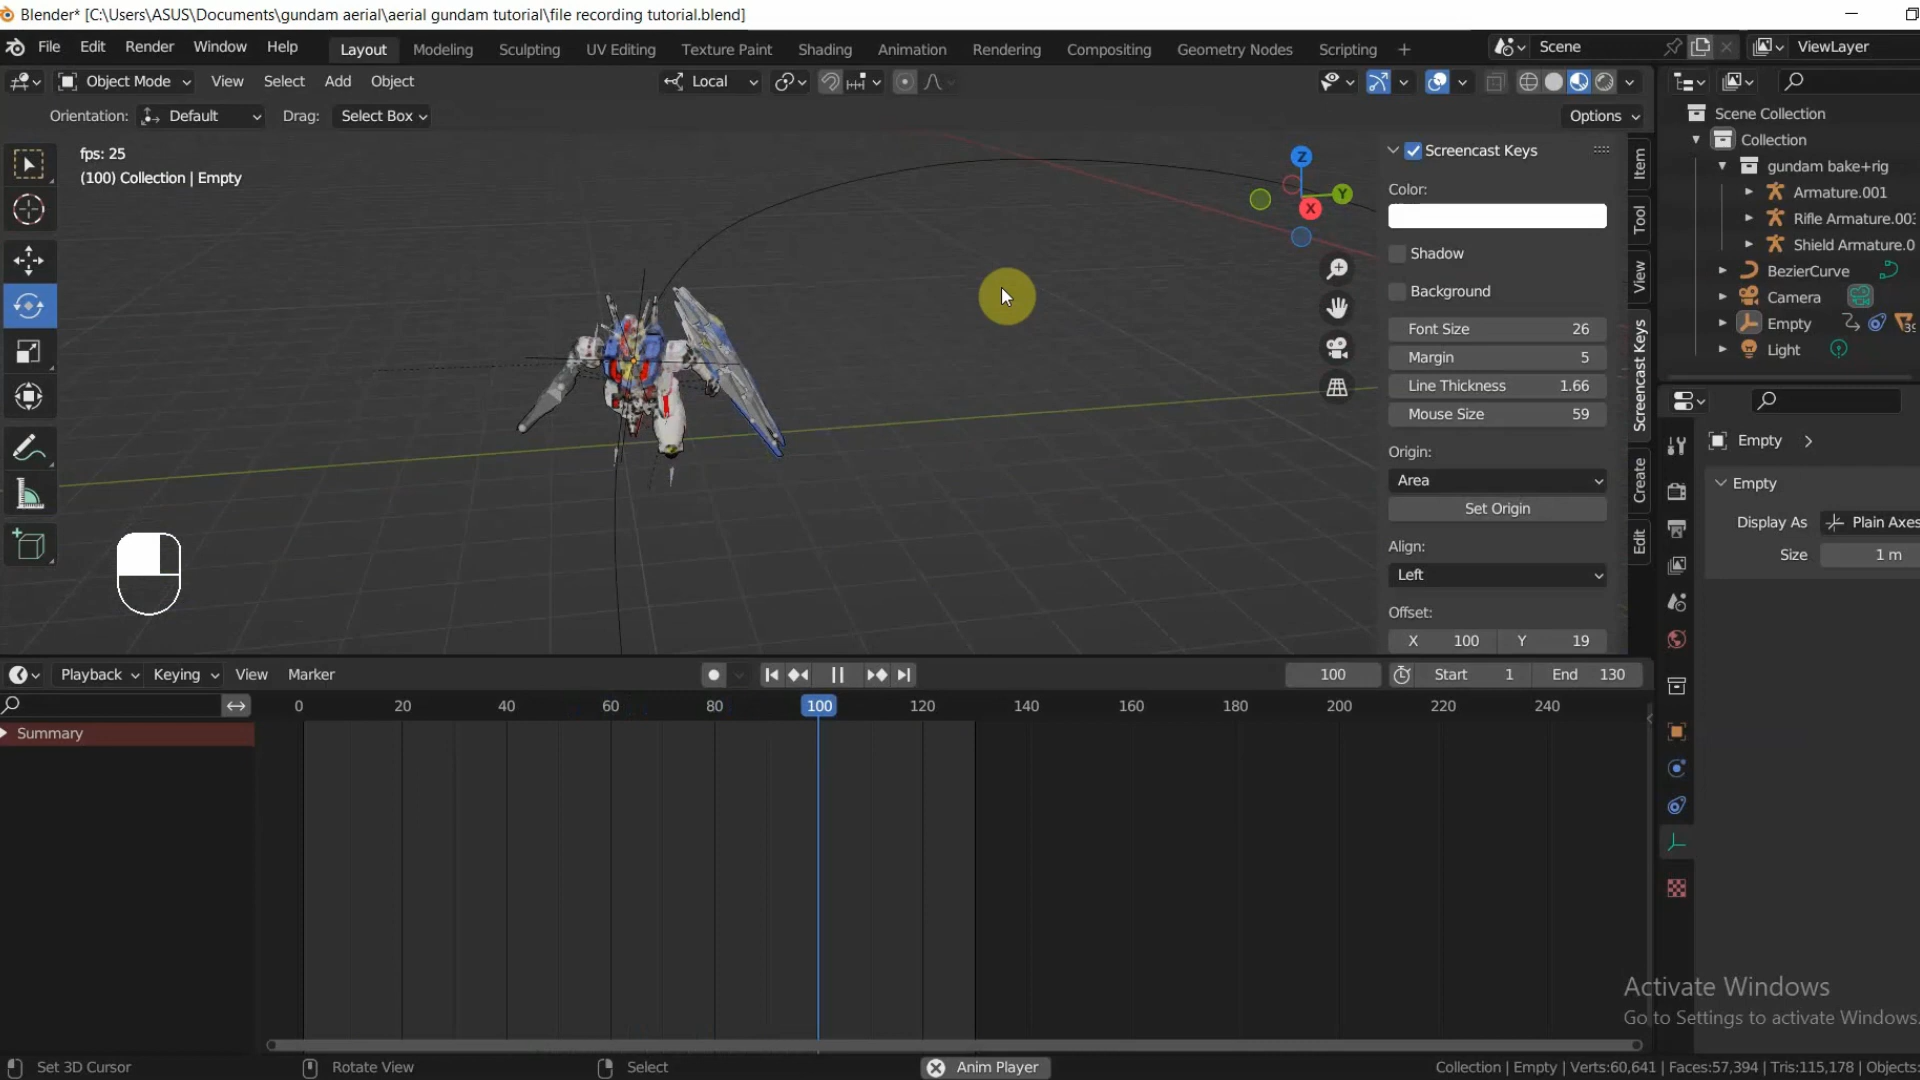 Blender* [C:\Users\ASUS\Documents\gundam aerial\aerial gundam tutorial\file recording tutorial.blend]
File Edit Render Window Help Layout Modeling Sculpting UV Editing Texture Paint Shading Animation Rendering Compositing Geometry Nodes Scripting + Scene ViewLayer
Object Mode View Select Add Object Local
Orientation: Default Drag: Select Box Options
fps: 25
(100) Collection | Empty
Z
Y
X
Screencast Keys
Color:
Shadow
Background
Font Size 26
Margin 5
Line Thickness 1.66
Mouse Size 59
Origin:
Area
Set Origin
Align:
Left
Offset:
X 100 Y 19
Item
Tool
View
Screencast Keys
Create
Edit
Scene Collection
Collection
gundam bake+rig
Armature.001
Rifle Armature.00
Shield Armature.0
BezierCurve
Camera
Empty
Light
Empty
Empty
Display As Plain Axes
Size 1 m
Playback Keying View Marker 100 Start 1 End 130
0 20 40 60 80 100 120 140 160 180 200 220 240
Summary
Activate Windows
Go to Settings to activate Windows.
Set 3D Cursor Rotate View Select Anim Player Collection | Empty | Verts:60,641 | Faces:57,394 | Tris:115,178 | Objects: